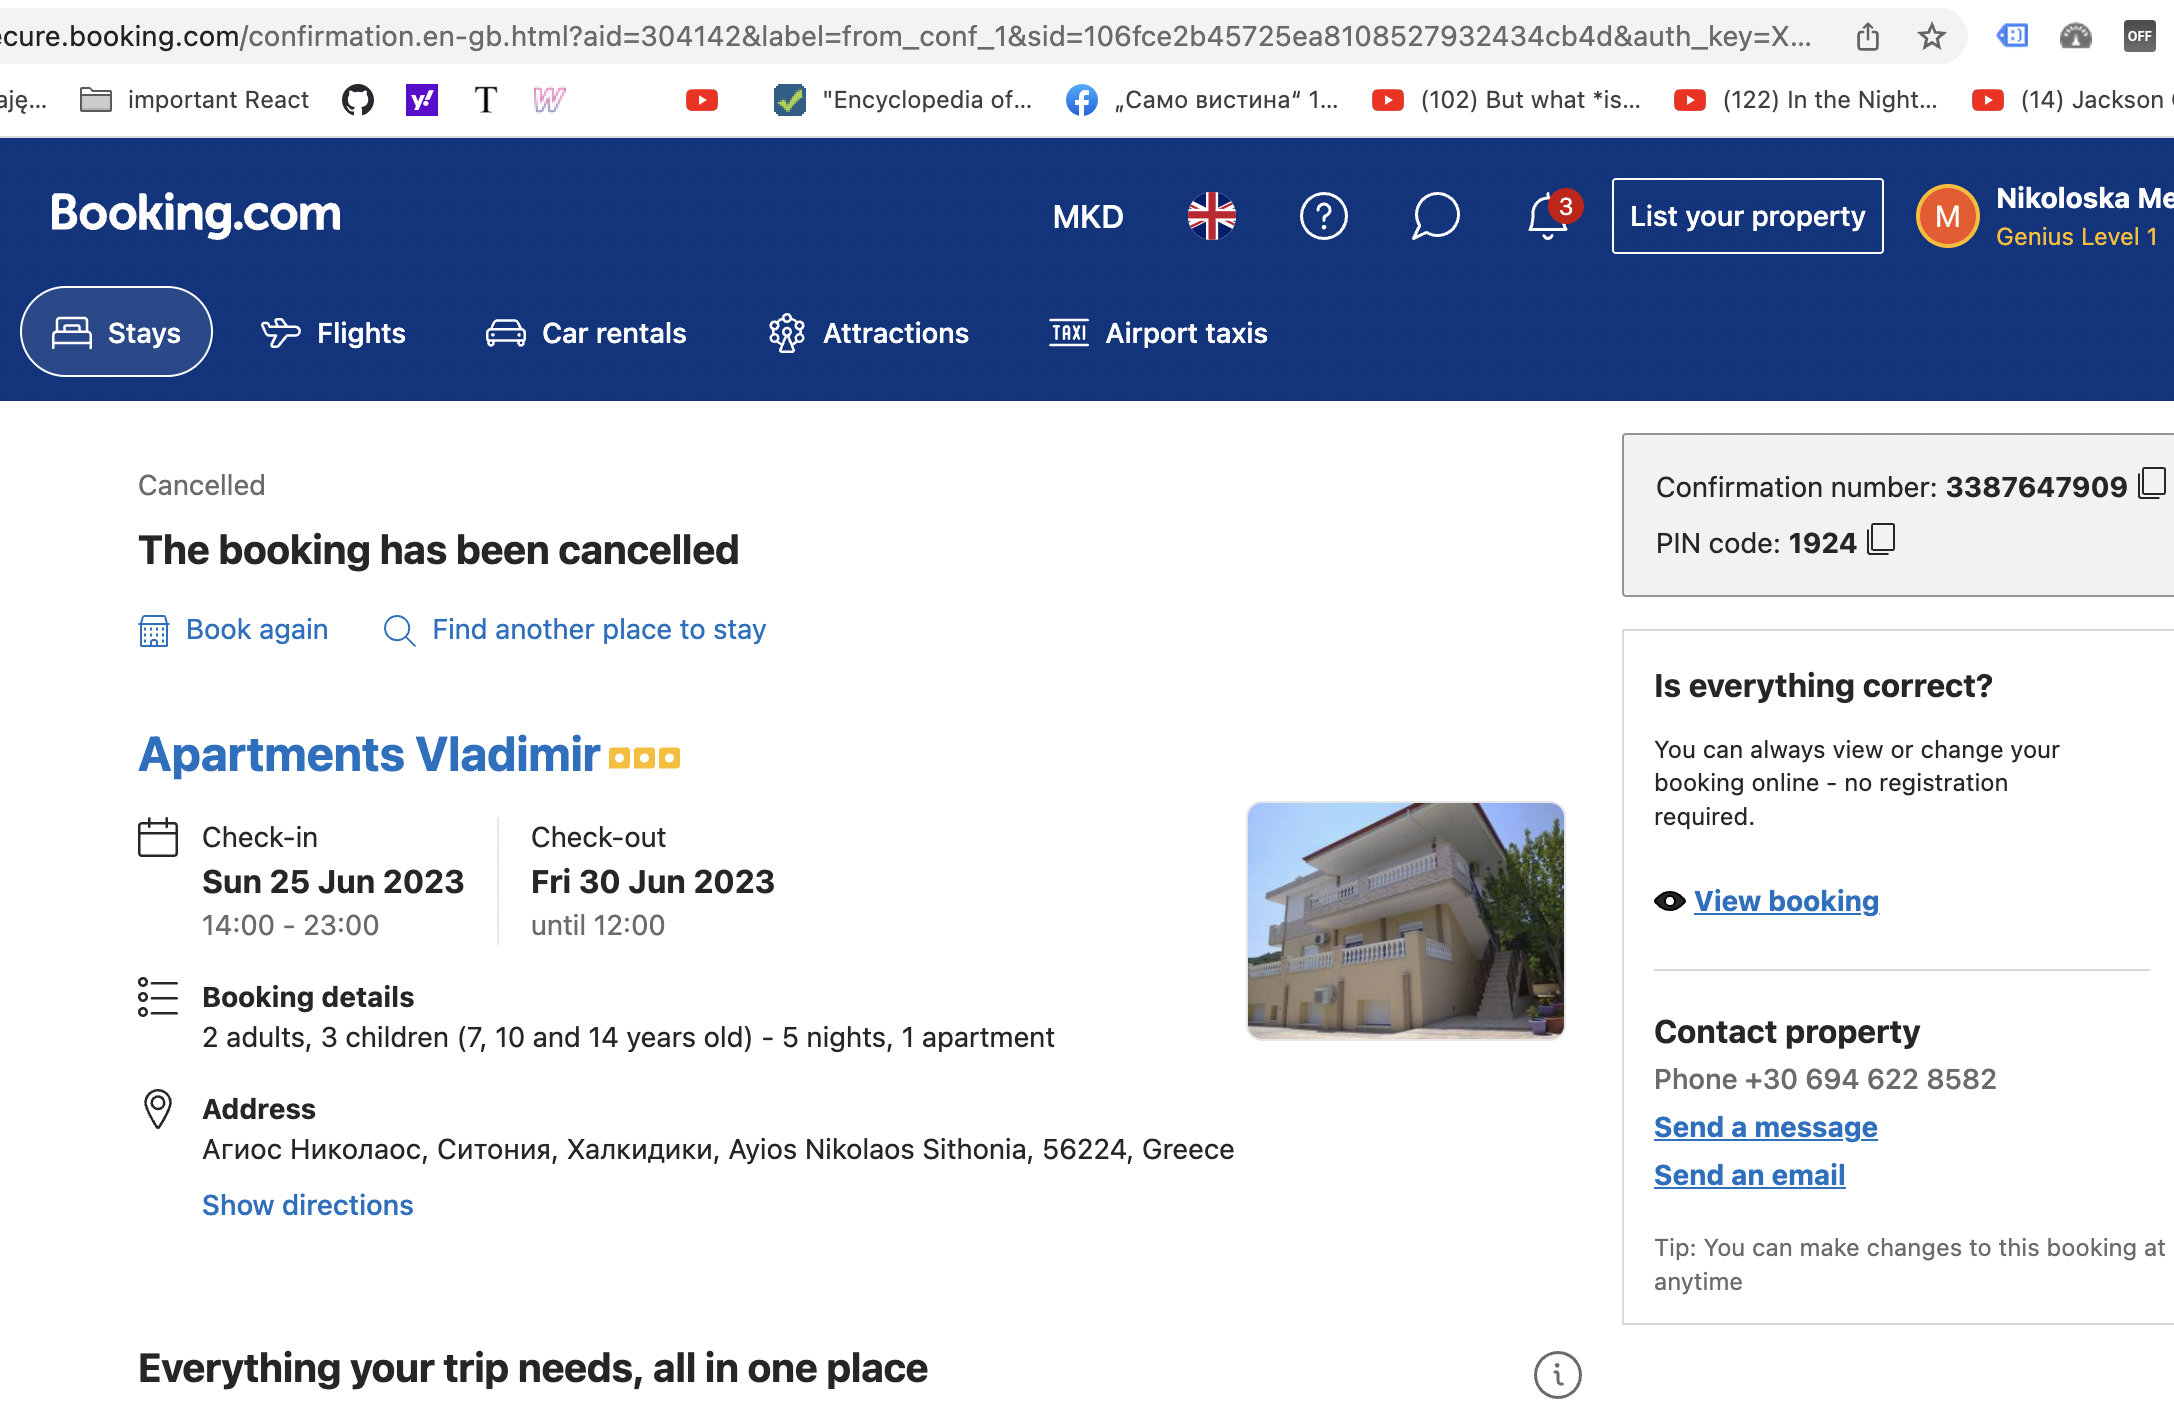 cure.booking.com/confirmation.en-gb.html?aid=304142&label=from_conf_1&sid=106fce2b45725ea8108527932434cb4d&auth_key=X...
OFF
aję... important React y! T W "Encyclopedia of... „Само вистина“ 1... (102) But what *is... (122) In the Night... (14) Jackson
Booking.com MKD ? 3 List your property M Nikoloska Me
Genius Level 1
Stays Flights Car rentals Attractions TAXI Airport taxis
Cancelled
The booking has been cancelled
Book again Find another place to stay
Apartments Vladimir
Check-in Check-out
Sun 25 Jun 2023 Fri 30 Jun 2023
14:00 - 23:00 until 12:00
Booking details
2 adults, 3 children (7, 10 and 14 years old) - 5 nights, 1 apartment
Address
Агиос Николаос, Ситония, Халкидики, Ayios Nikolaos Sithonia, 56224, Greece
Show directions
Everything your trip needs, all in one place
Confirmation number: 3387647909
PIN code: 1924
Is everything correct?
You can always view or change your
booking online - no registration
required.
View booking
Contact property
Phone +30 694 622 8582
Send a message
Send an email
Tip: You can make changes to this booking at
anytime